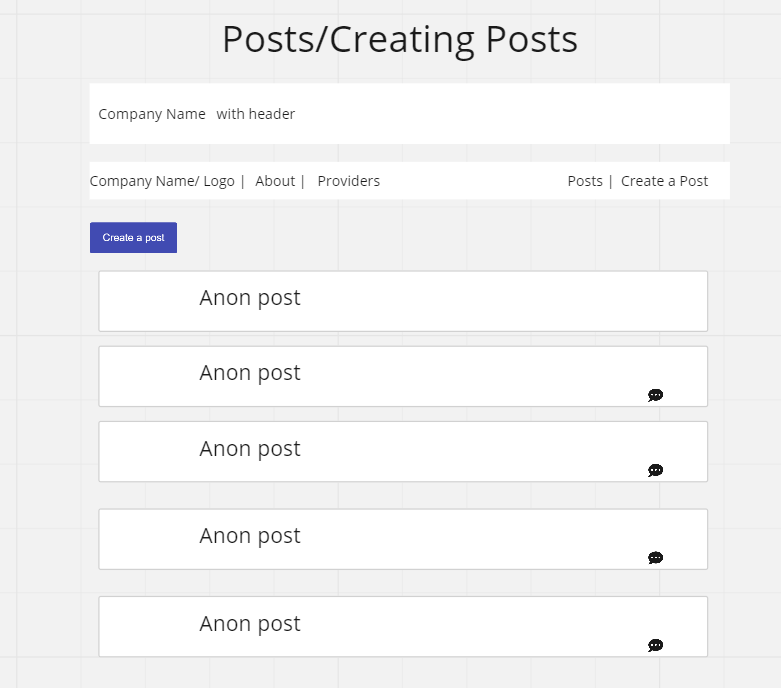 Posts/Creating Posts
Company Name with header
Company Name/ Logo | About | Providers Posts | Create a Post
Create a post
Anon post
Anon post
Anon post
Anon post
Anon post